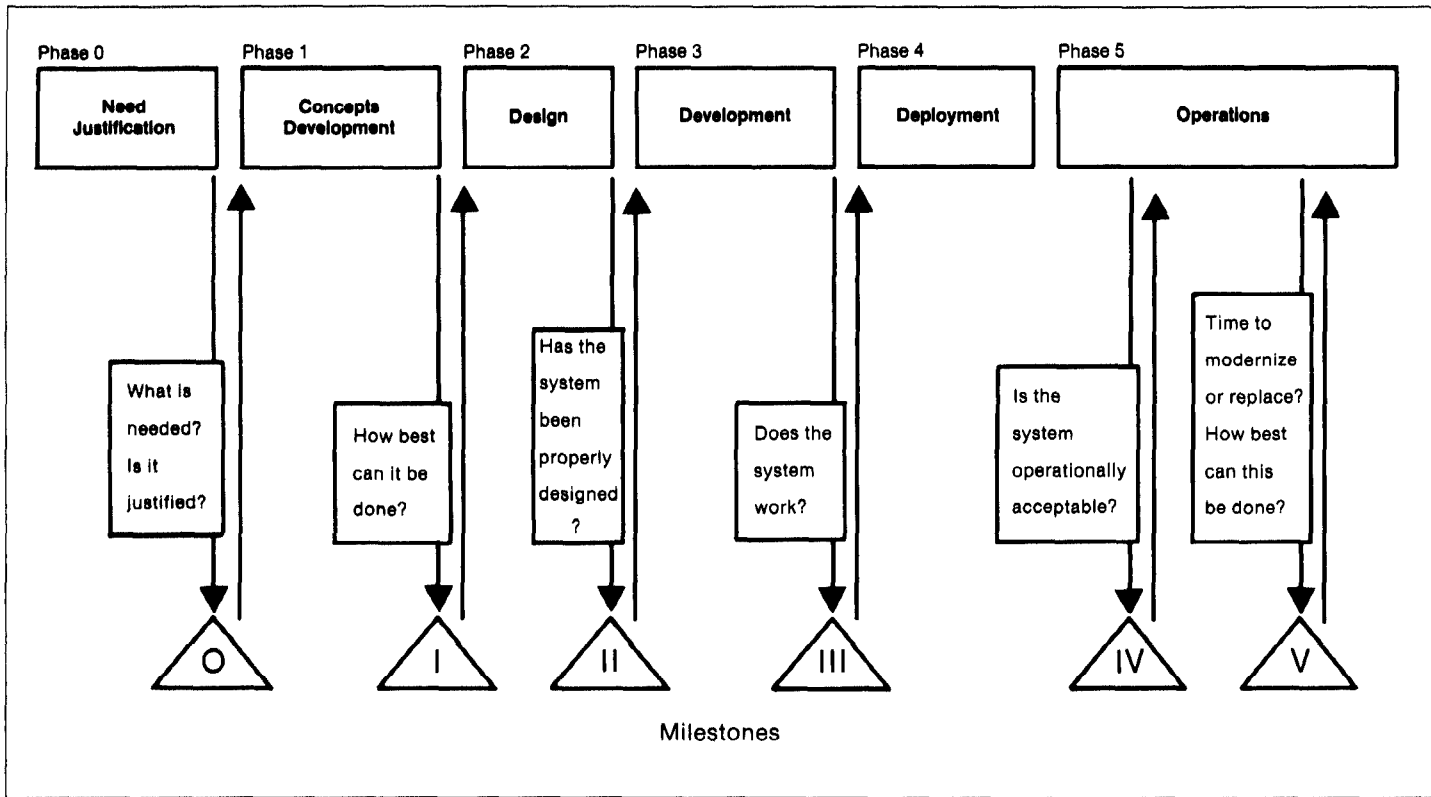 Phase 0
Phase 1
Phase 2
Phase 3
Phase 4
Phase 5
Need
Justification
Concepts
Development
Design
Development
Deployment
Operations
What is
needed?
Is it
justified?
How best
can it be
done?
Has the
system
been
properly
designed
?
Does the
system
work?
Is the
system
operationally
acceptable?
Time to
modernize
or replace?
How best
can this
be done?
O
I
II
III
IV
V
Milestones